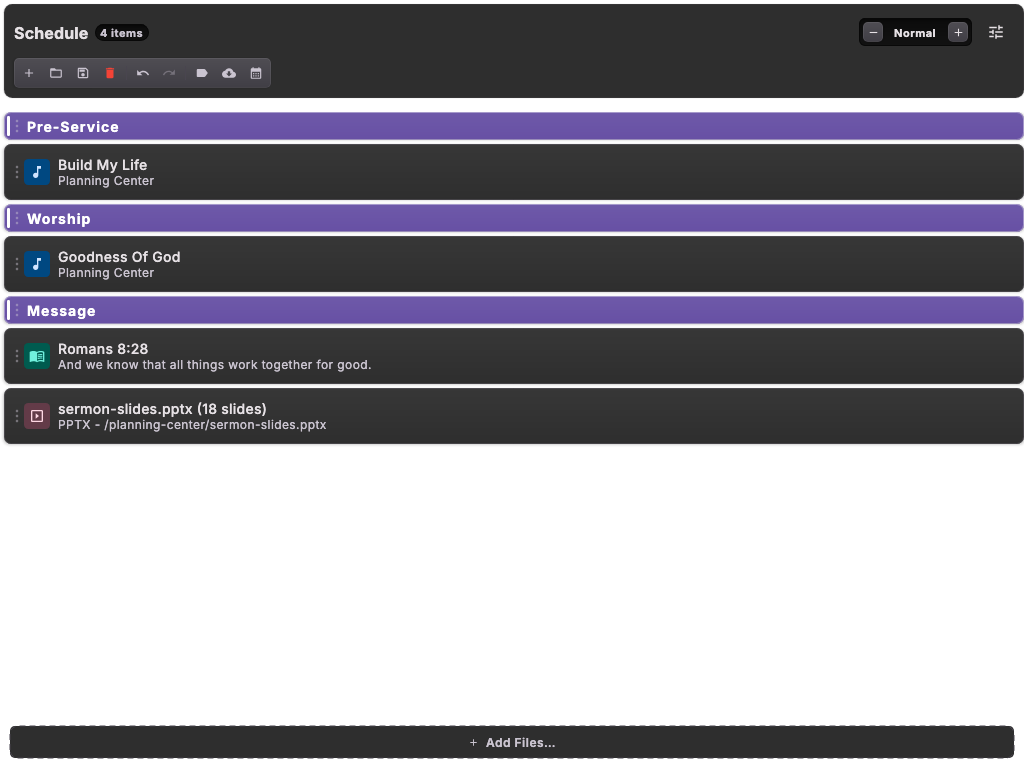 Schedule 4 items
− Normal +
Pre-Service
Build My Life
Planning Center
Worship
Goodness Of God
Planning Center
Message
Romans 8:28
And we know that all things work together for good.
sermon-slides.pptx (18 slides)
PPTX - /planning-center/sermon-slides.pptx
+ Add Files...